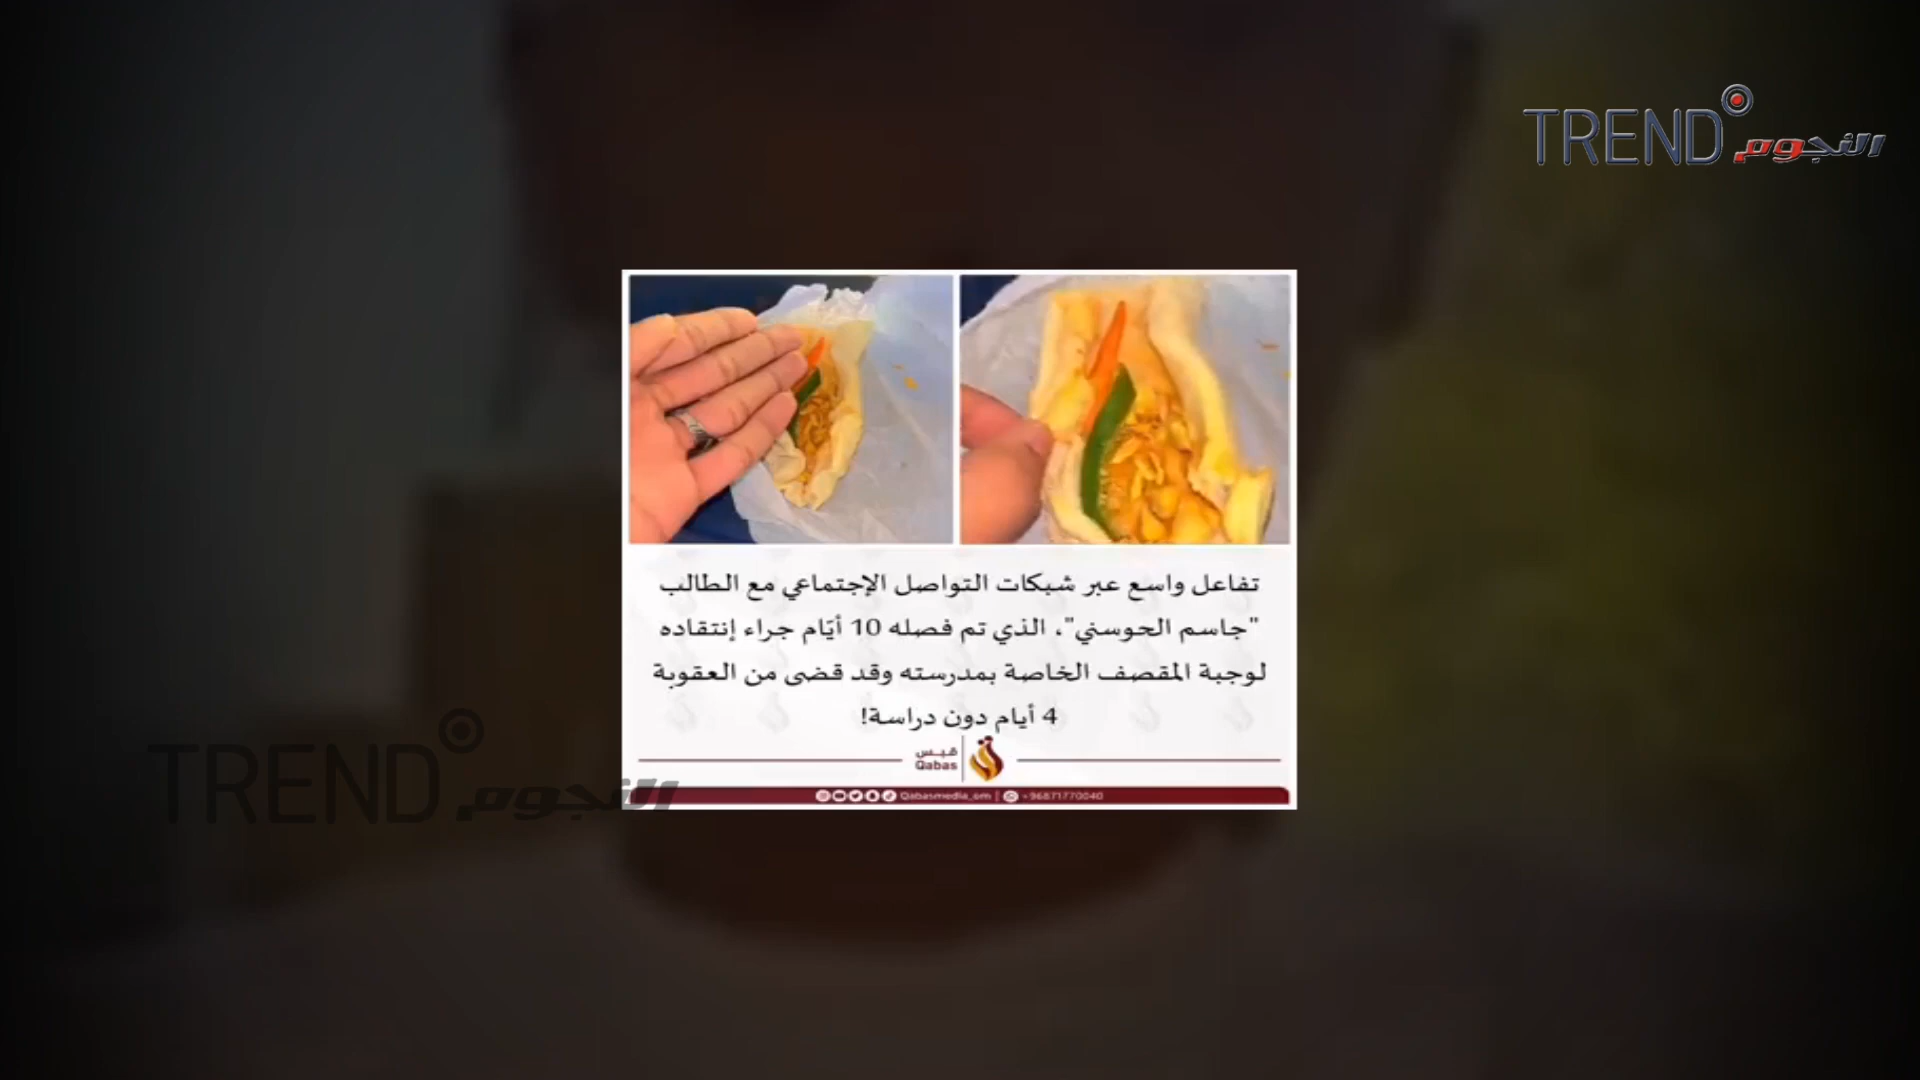 TREND النجوم
تفاعل واسع عبر شبكات التواصل الإجتماعي مع الطالب
"جاسم الحوسني"، الذي تم فصله 10 أيّام جراء إنتقاده
لوجبة المقصف الخاصة بمدرسته وقد قضى من العقوبة
4 أيام دون دراسة!
قبس
Qabas
TREND النجوم
Qabasmedia_om | +96871770040